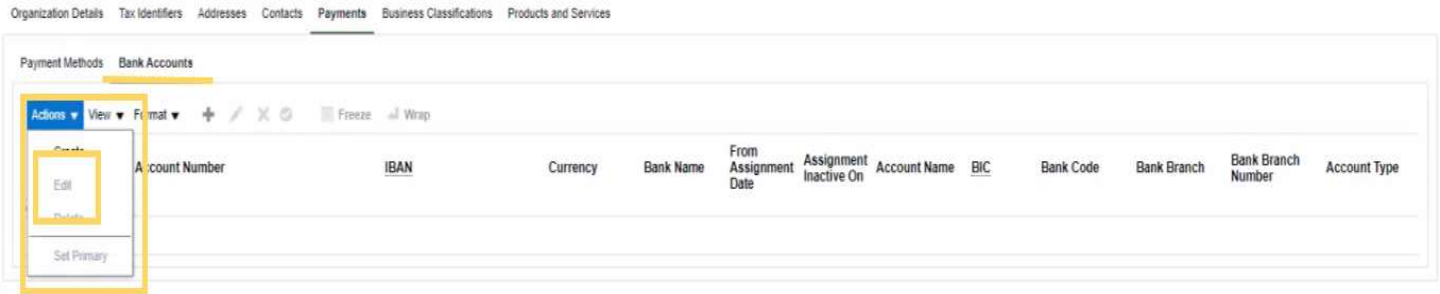 Organization Details Tax Identifiers Addresses Contacts Payments Business Classifications Products and Services
Payment Methods Bank Accounts
Actions View Format Freeze Wrap
Create
Edit
Delete
Set Primary
Account Number IBAN Currency Bank Name From Assignment Date Assignment Inactive On Account Name BIC Bank Code Bank Branch Bank Branch Number Account Type